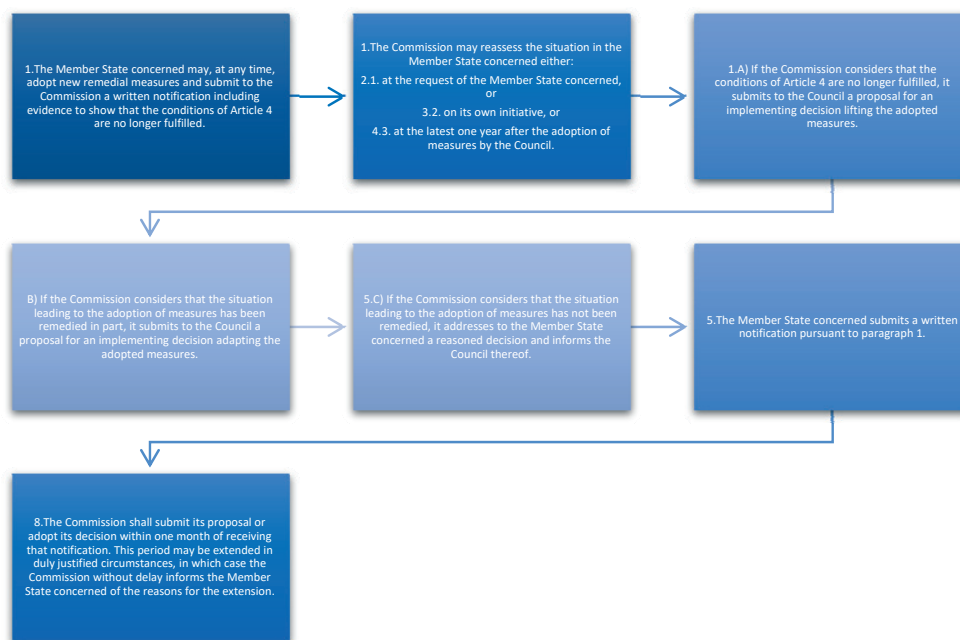 1.The Member State concerned may, at any time,
adopt new remedial measures and submit to the
Commission a written notification including
evidence to show that the conditions of Article 4
are no longer fulfilled.
1.The Commission may reassess the situation in the
Member State concerned either:
2.1. at the request of the Member State concerned,
or
3.2. on its own initiative, or
4.3. at the latest one year after the adoption of
measures by the Council.
1.A) If the Commission considers that the
conditions of Article 4 are no longer fulfilled, it
submits to the Council a proposal for an
implementing decision lifting the adopted
measures.
B) If the Commission considers that the situation
leading to the adoption of measures has been
remedied in part, it submits to the Council a
proposal for an implementing decision adapting the
adopted measures.
5.C) If the Commission considers that the situation
leading to the adoption of measures has not been
remedied, it addresses to the Member State
concerned a reasoned decision and informs the
Council thereof.
5.The Member State concerned submits a written
notification pursuant to paragraph 1.
8.The Commission shall submit its proposal or
adopt its decision within one month of receiving
that notification. This period may be extended in
duly justified circumstances, in which case the
Commission without delay informs the Member
State concerned of the reasons for the extension.